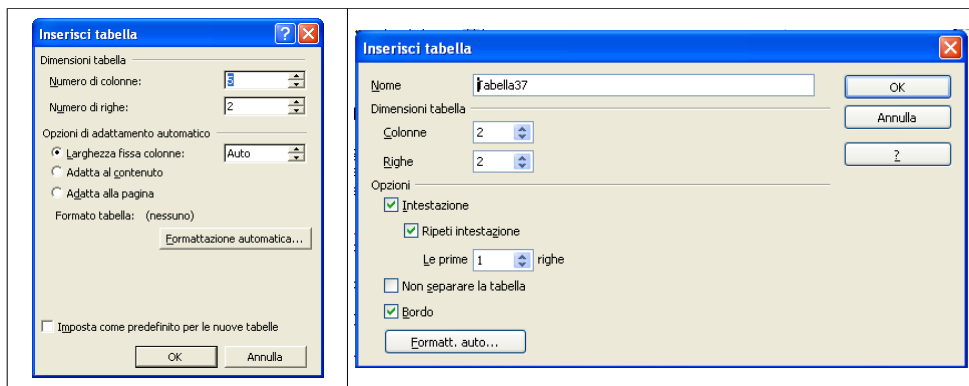 Inserisci tabella
?
Dimensioni tabella
Numero di colonne: 5
Numero di righe: 2
Opzioni di adattamento automatico
Larghezza fissa colonne: Auto
Adatta al contenuto
Adatta alla pagina
Formato tabella: (nessuno)
Formattazione automatica...
Imposta come predefinito per le nuove tabelle
OK Annulla
Inserisci tabella
Nome Tabella37
OK
Annulla
?
Dimensioni tabella
Colonne 2
Righe 2
Opzioni
Intestazione
Ripeti intestazione
Le prime 1 righe
Non separare la tabella
Bordo
Formatt. auto...